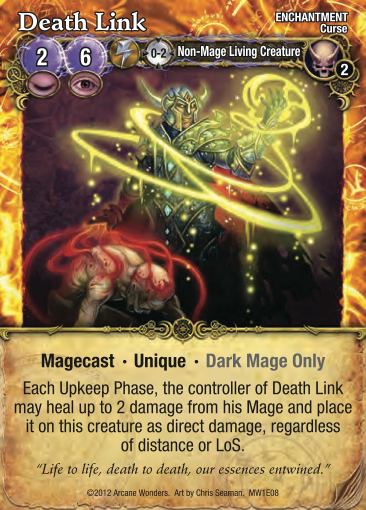 Death Link
ENCHANTMENT
Curse
2 6 0-2 Non-Mage Living Creature 2
Magecast · Unique · Dark Mage Only
Each Upkeep Phase, the controller of Death Link
may heal up to 2 damage from his Mage and place
it on this creature as direct damage, regardless
of distance or LoS.
“Life to life, death to death, our essences entwined.”
©2012 Arcane Wonders. Art by Chris Seaman. MW1E08